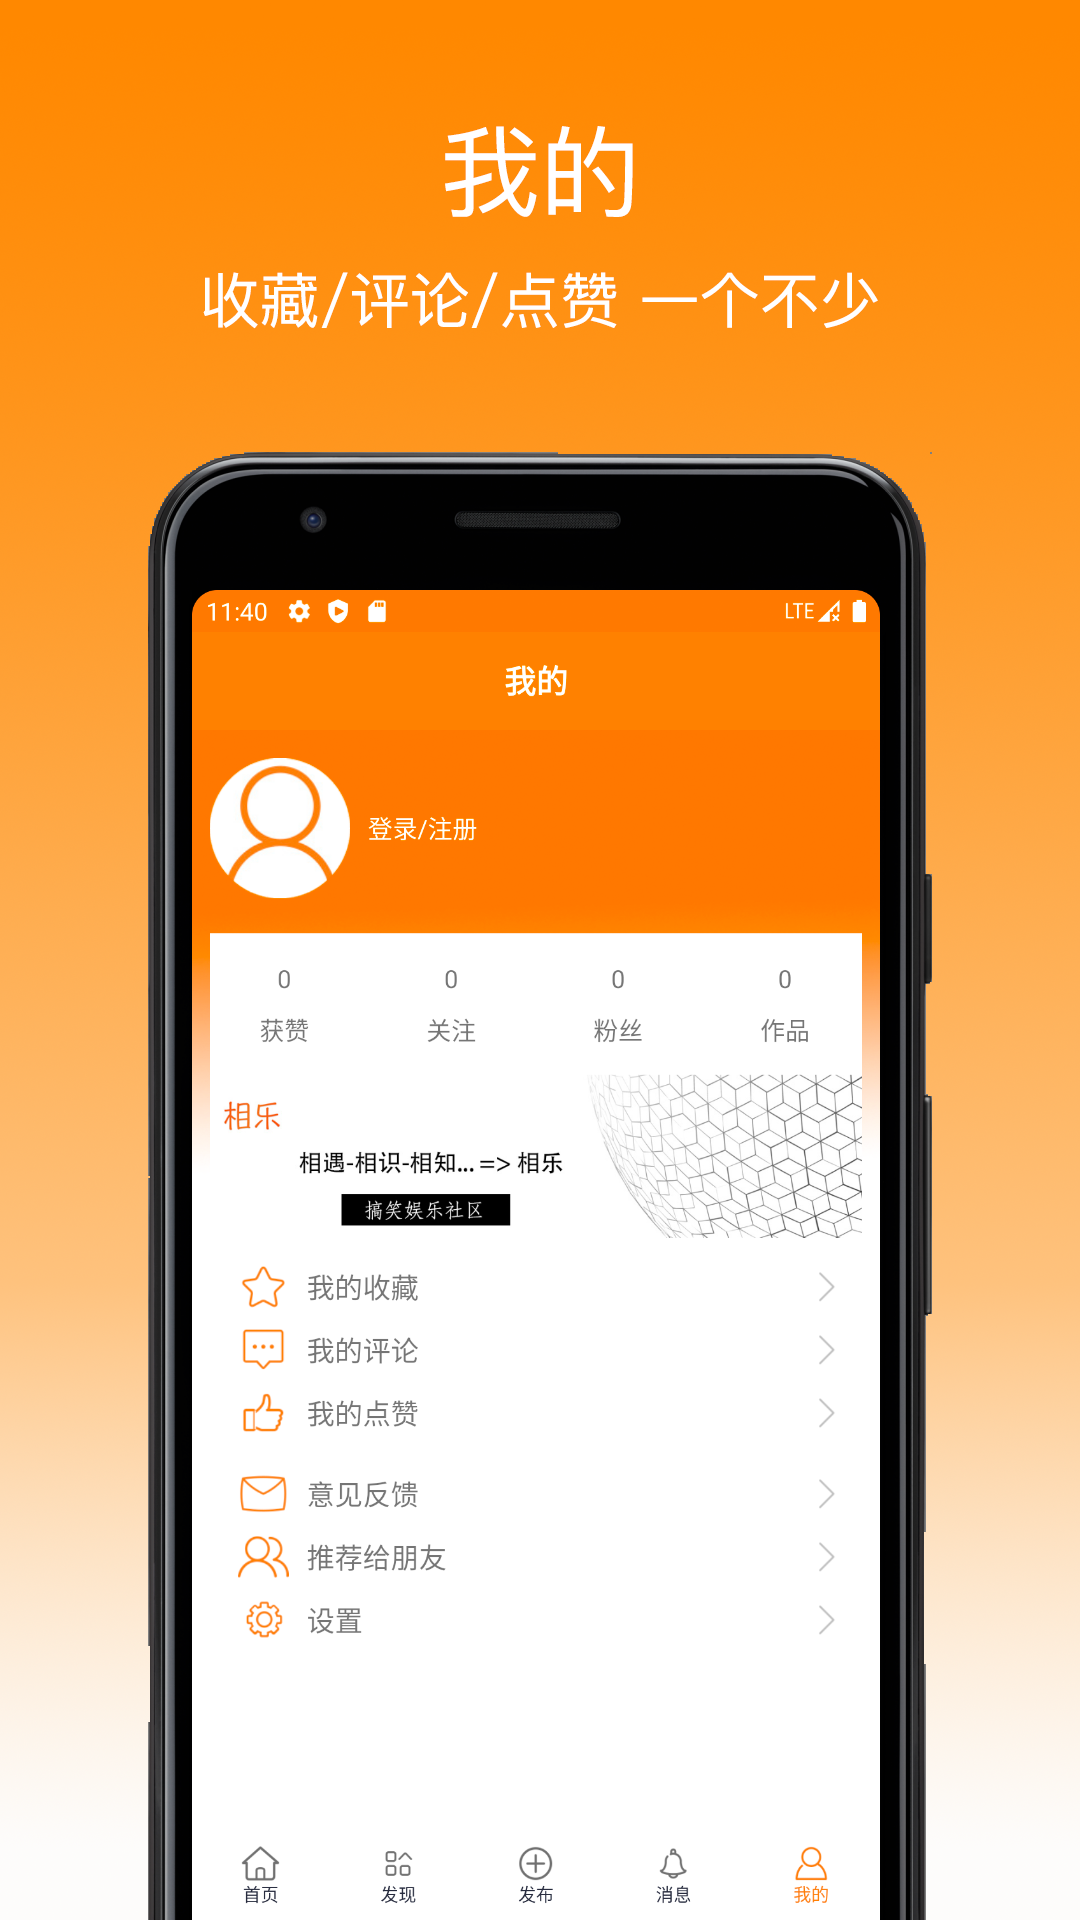 我的
收藏/评论/点赞 一个不少
11:40 LTE
我的
登录/注册
0 0 0 0
获赞 关注 粉丝 作品
相乐
相遇-相识-相知...=> 相乐
搞笑娱乐社区
我的收藏
我的评论
我的点赞
意见反馈
推荐给朋友
设置
首页 发现 发布 消息 我的